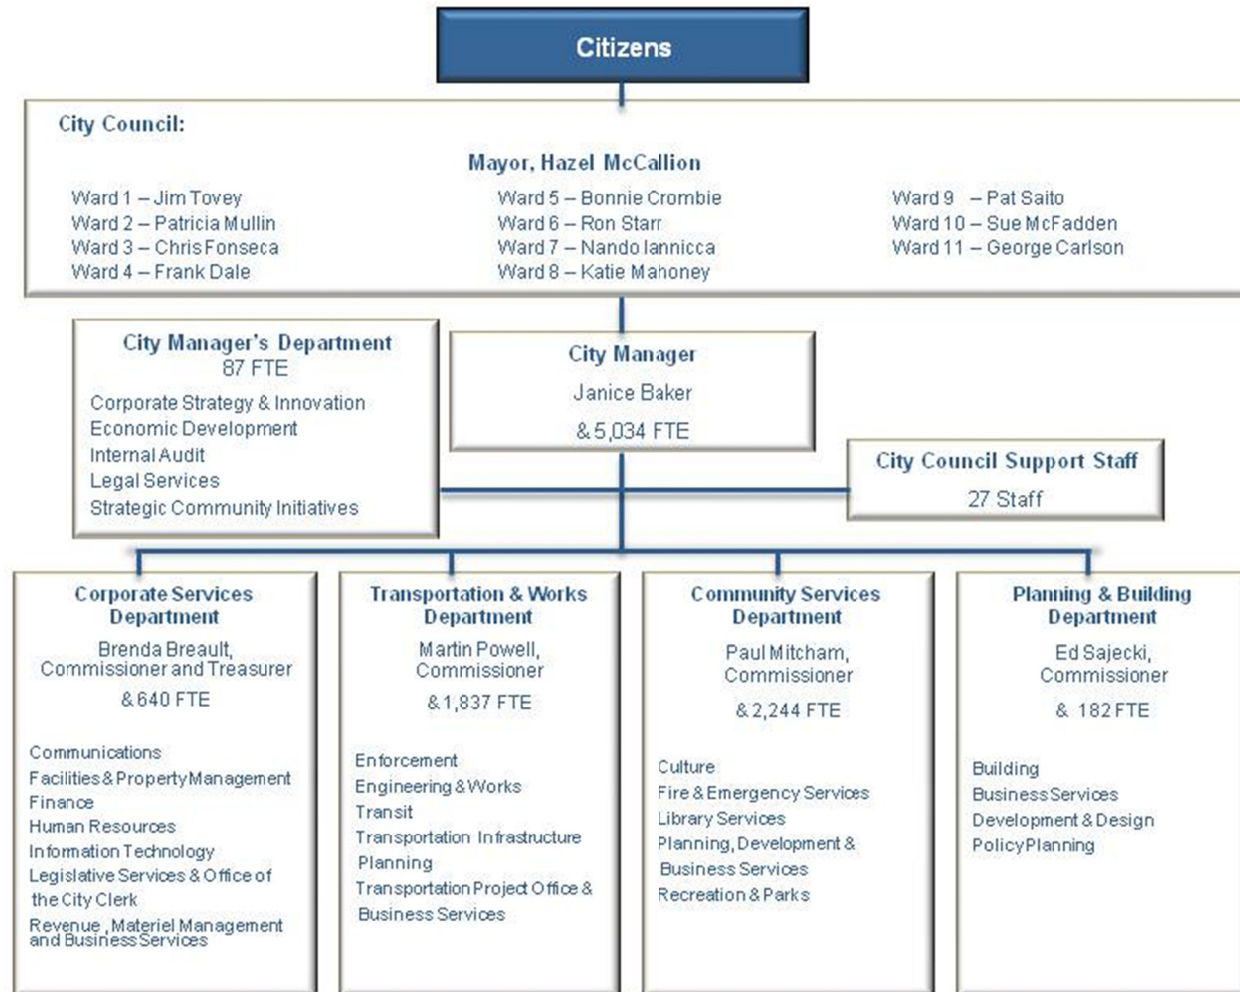 Citizens
City Council:
Mayor, Hazel McCallion
Ward 1 – Jim Tovey
Ward 2 – Patricia Mullin
Ward 3 – Chris Fonseca
Ward 4 – Frank Dale
Ward 5 – Bonnie Crombie
Ward 6 – Ron Starr
Ward 7 – Nando Iannicca
Ward 8 – Katie Mahoney
Ward 9 – Pat Saito
Ward 10 – Sue McFadden
Ward 11 – George Carlson
City Manager's Department
87 FTE
Corporate Strategy & Innovation
Economic Development
Internal Audit
Legal Services
Strategic Community Initiatives
City Manager
Janice Baker
& 5,034 FTE
City Council Support Staff
27 Staff
Corporate Services
Department
Brenda Breault,
Commissioner and Treasurer
& 640 FTE
Communications
Facilities & Property Management
Finance
Human Resources
Information Technology
Legislative Services & Office of
the City Clerk
Revenue , Materiel Management
and Business Services
Transportation & Works
Department
Martin Powell,
Commissioner
& 1,837 FTE
Enforcement
Engineering & Works
Transit
Transportation Infrastructure
Planning
Transportation Project Office &
Business Services
Community Services
Department
Paul Mitcham,
Commissioner
& 2,244 FTE
Culture
Fire & Emergency Services
Library Services
Planning, Development &
Business Services
Recreation & Parks
Planning & Building
Department
Ed Sajecki,
Commissioner
& 182 FTE
Building
Business Services
Development & Design
Policy Planning